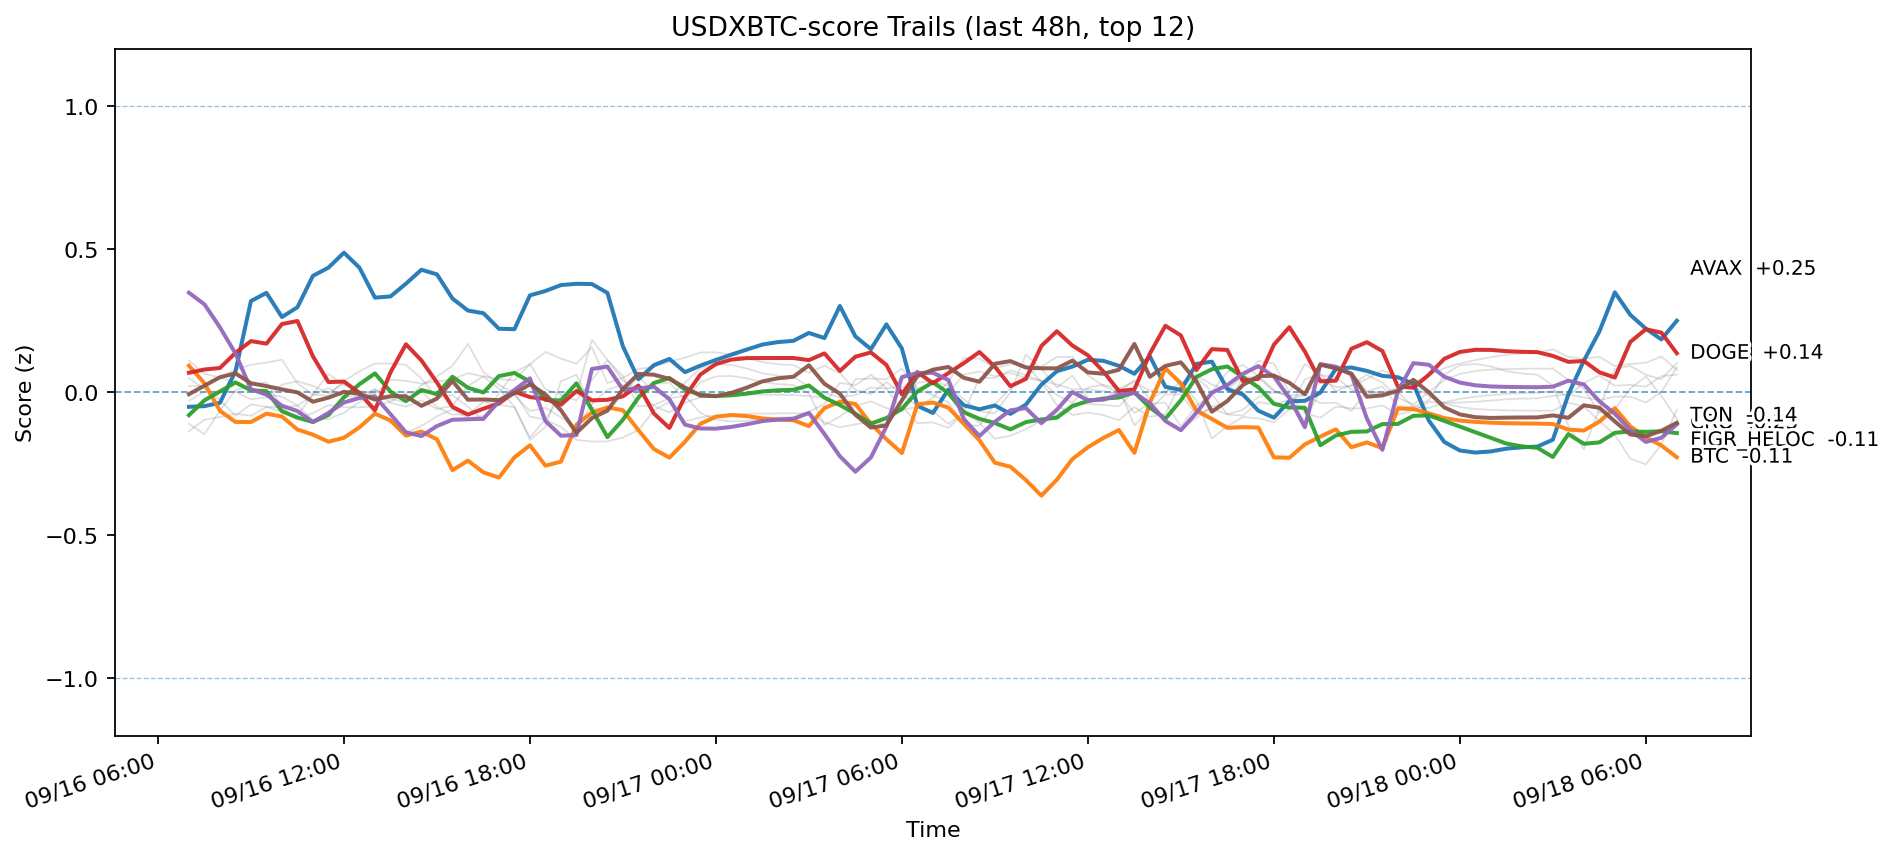 USDXBTC-score Trails (last 48h, top 12)
Score (z)
1.0
0.5
0.0
−0.5
−1.0
AVAX +0.25
DOGE +0.14
TON -0.14
FIGR_HELOC -0.11
BTC -0.11
09/16 06:00
09/16 12:00
09/16 18:00
09/17 00:00
09/17 06:00
09/17 12:00
09/17 18:00
09/18 00:00
09/18 06:00
Time